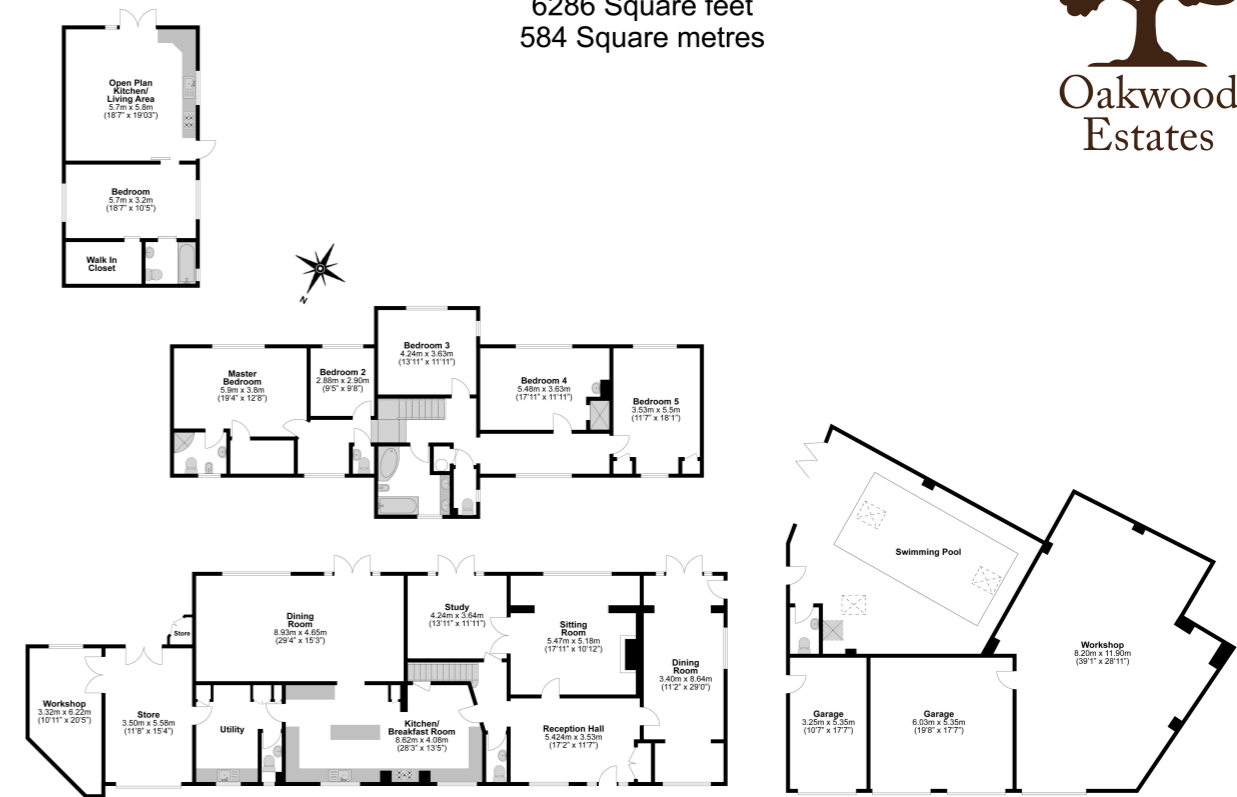 6286 Square feet
584 Square metres
Oakwood
Estates
Open Plan
Kitchen/
Living Area
5.7m x 5.8m
(18'7" x 19'03")
Bedroom
5.7m x 3.2m
(18'7" x 10'5")
Walk In
Closet
N
Bedroom 3
4.24m x 3.63m
(13'11" x 11'11")
Master
Bedroom
5.9m x 3.8m
(19'4" x 12'8")
Bedroom 2
2.88m x 2.90m
(9'5" x 9'8")
Bedroom 4
5.48m x 3.63m
(17'11" x 11'11")
Bedroom 5
3.53m x 5.5m
(11'7" x 18'1")
Swimming Pool
Workshop
8.20m x 11.90m
(39'1" x 28'11")
Garage
3.25m x 5.35m
(10'7" x 17'7")
Garage
6.03m x 5.35m
(19'8" x 17'7")
Dining
Room
8.93m x 4.65m
(29'4" x 15'3")
Study
4.24m x 3.64m
(13'11" x 11'11")
Sitting
Room
5.47m x 5.18m
(17'11" x 10'12")
Dining
Room
3.40m x 8.64m
(11'2" x 29'0")
Store
Workshop
3.32m x 6.22m
(10'11" x 20'5")
Store
3.50m x 5.58m
(11'8" x 15'4")
Utility
Kitchen/
Breakfast Room
8.62m x 4.08m
(28'3" x 13'5")
Reception Hall
5.424m x 3.53m
(17'2" x 11'7")